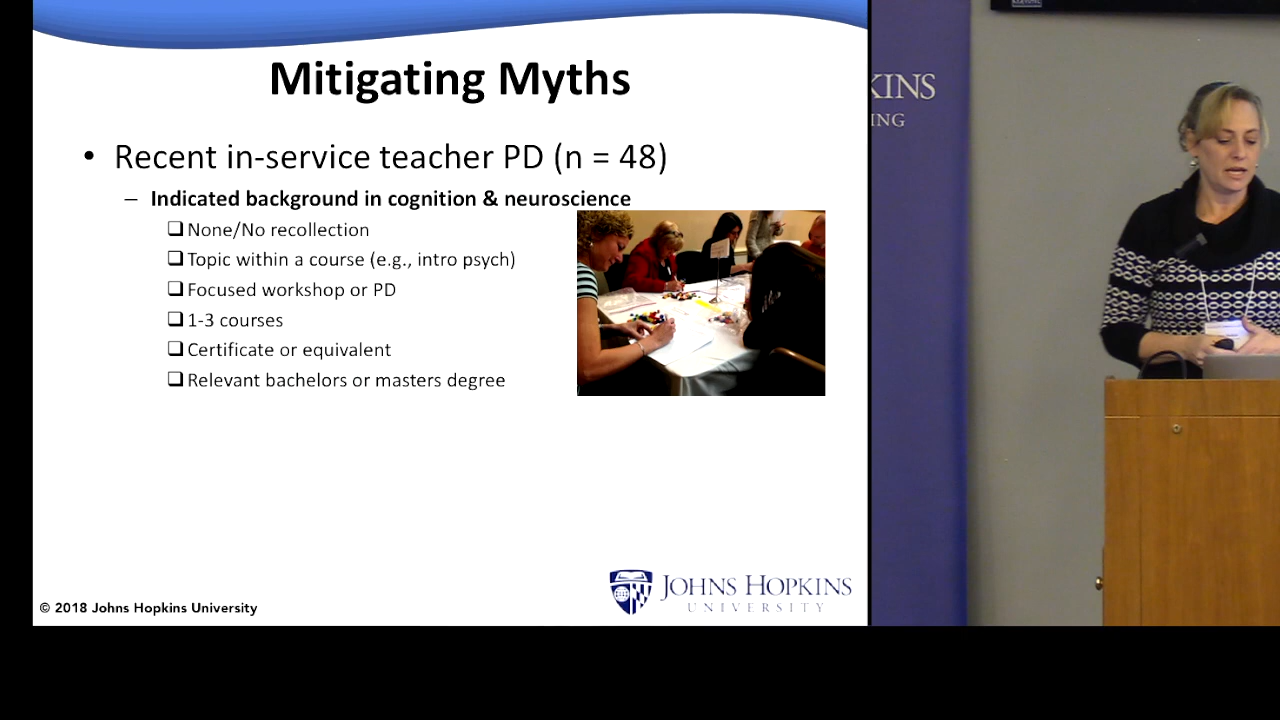 Mitigating Myths
• Recent in-service teacher PD (n = 48)
– Indicated background in cognition & neuroscience
❑ None/No recollection
❑ Topic within a course (e.g., intro psych)
❑ Focused workshop or PD
❑ 1-3 courses
❑ Certificate or equivalent
❑ Relevant bachelors or masters degree
© 2018 Johns Hopkins University
JOHNS HOPKINS
UNIVERSITY
KINS
ING